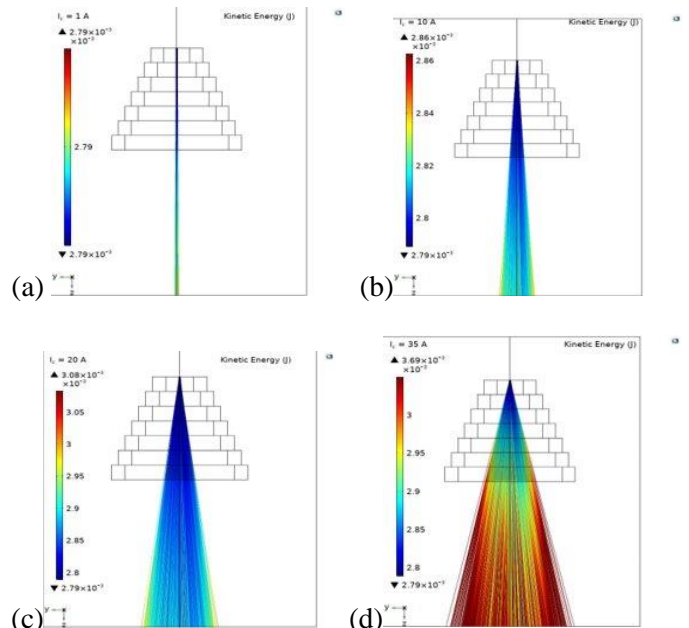 I_c = 1 A
Kinetic Energy (J)
▲ 2.79×10⁻³
×10⁻³
2.79
▼ 2.79×10⁻³
y
z
(a)
I_c = 10 A
Kinetic Energy (J)
▲ 2.86×10⁻³
×10⁻³
2.86
2.84
2.82
2.8
▼ 2.79×10⁻³
y
z
(b)
I_c = 20 A
Kinetic Energy (J)
▲ 3.08×10⁻³
×10⁻³
3.05
3
2.95
2.9
2.85
2.8
▼ 2.79×10⁻³
y
z
(c)
I_c = 35 A
Kinetic Energy (J)
▲ 3.69×10⁻³
×10⁻³
3
2.95
2.9
2.85
2.8
▼ 2.79×10⁻³
y
z
(d)